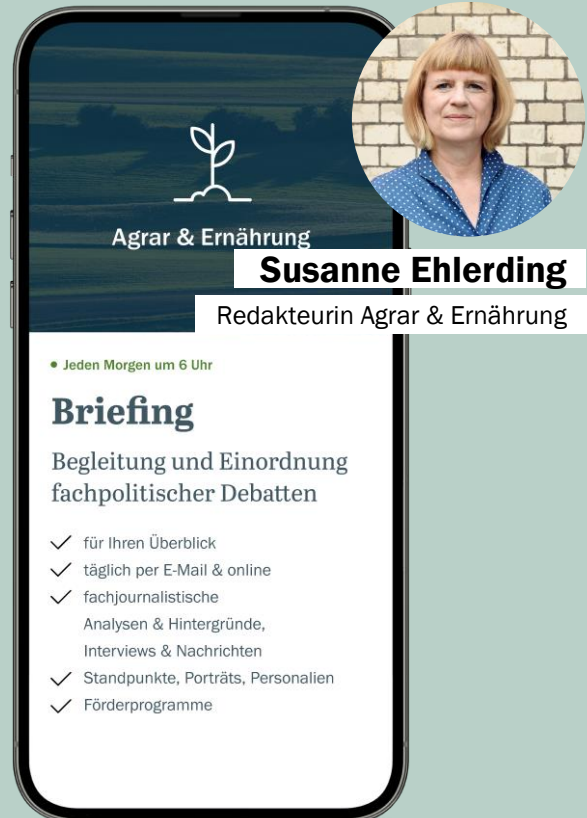 Agrar & Ernährung
Susanne Ehlerding
Redakteurin Agrar & Ernährung
• Jeden Morgen um 6 Uhr
Briefing
Begleitung und Einordnung
fachpolitischer Debatten
für Ihren Überblick
täglich per E-Mail & online
fachjournalistische
Analysen & Hintergründe,
Interviews & Nachrichten
Standpunkte, Porträts, Personalien
Förderprogramme